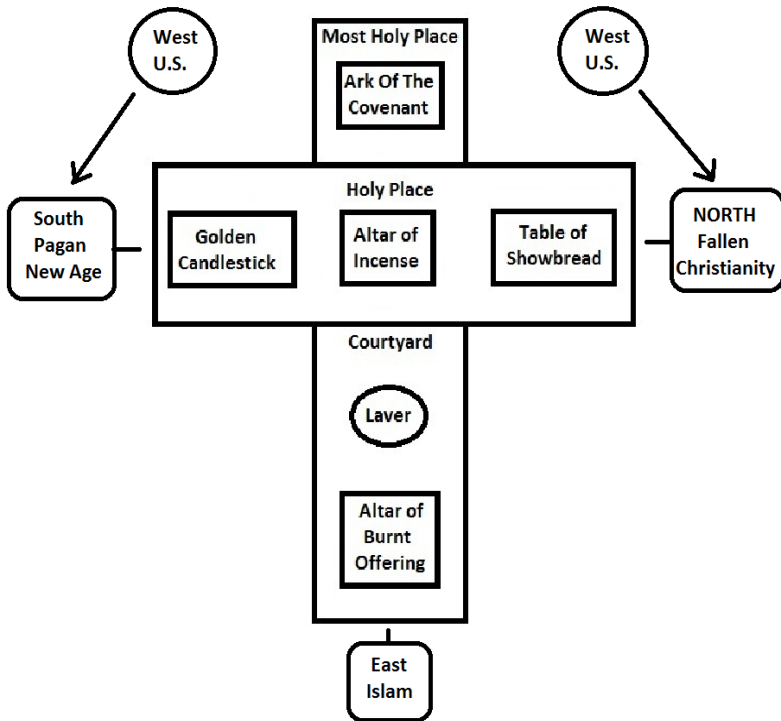 West
U.S.
Most Holy Place
Ark Of The
Covenant
West
U.S.
South
Pagan
New Age
Holy Place
Golden
Candlestick
Altar of
Incense
Table of
Showbread
NORTH
Fallen
Christianity
Courtyard
Laver
Altar of
Burnt
Offering
East
Islam